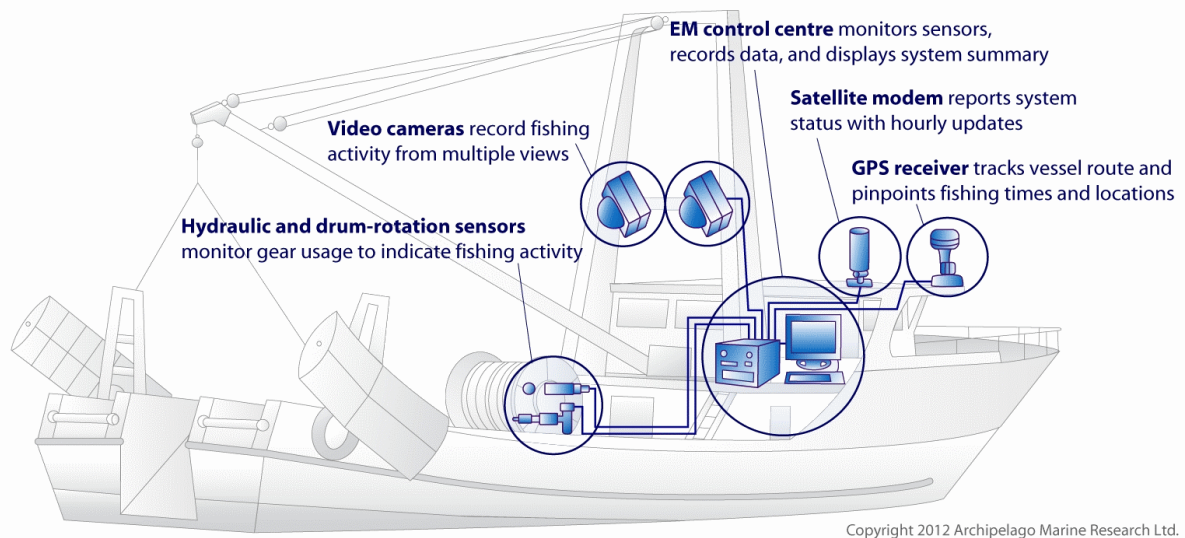 EM control centre monitors sensors,
records data, and displays system summary
Satellite modem reports system
status with hourly updates
Video cameras record fishing
activity from multiple views
GPS receiver tracks vessel route and
pinpoints fishing times and locations
Hydraulic and drum-rotation sensors
monitor gear usage to indicate fishing activity
Copyright 2012 Archipelago Marine Research Ltd.